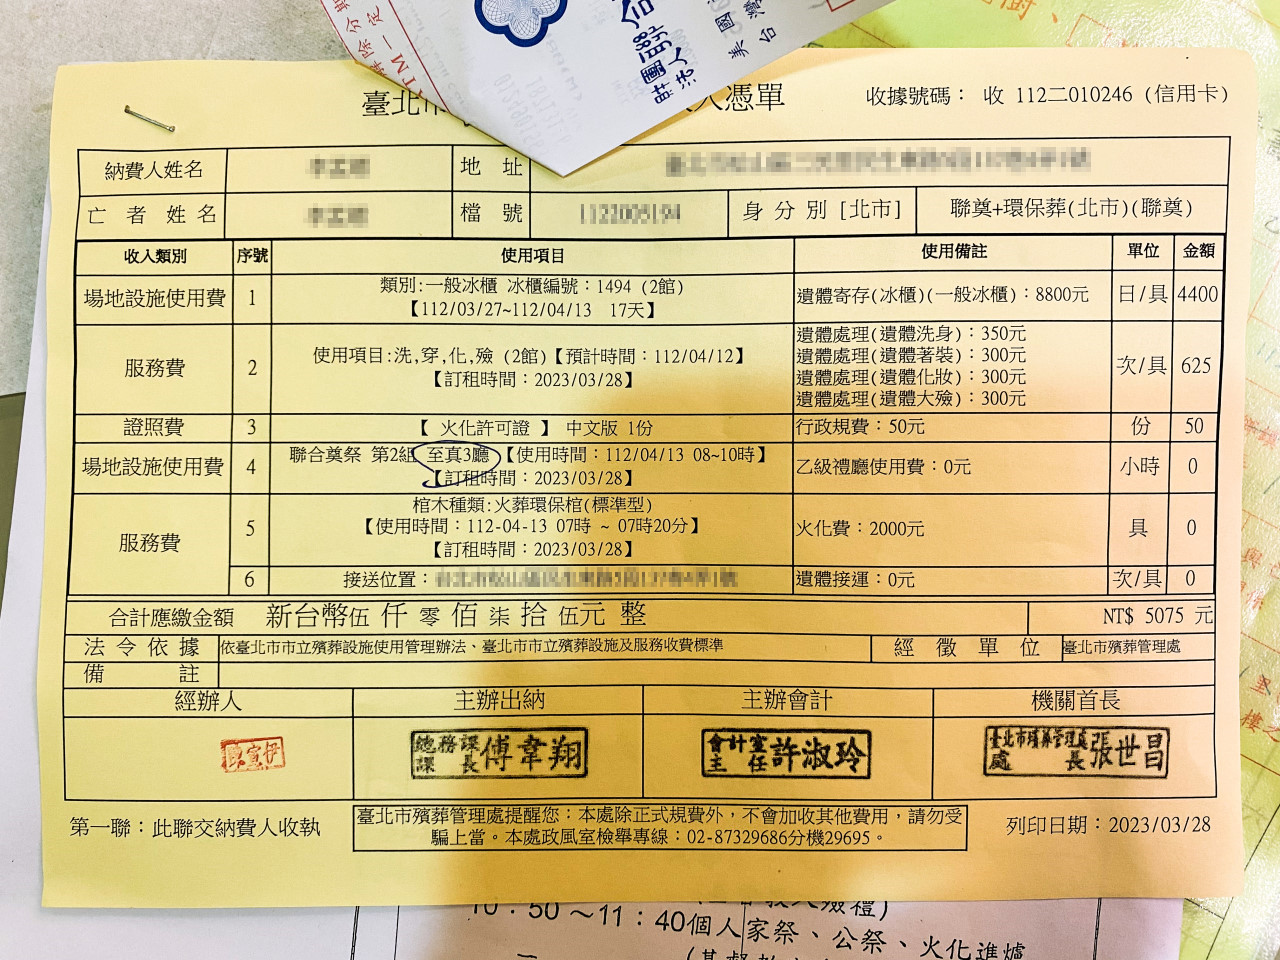 財團
法人
美國
台灣
臺北市
入憑單
收據號碼： 收 112二010246 (信用卡)
納費人姓名
地 址
亡 者 姓 名
檔 號
1122005194
身 分 別 [北市]
聯奠+環保葬(北市)(聯奠)
收入類別 序號 使用項目 使用備註 單位 金額
場地設施使用費 1
類別:一般冰櫃 冰櫃編號：1494 (2館)
【112/03/27~112/04/13 17天】
遺體寄存(冰櫃)(一般冰櫃)：8800元 日/具 4400
服務費 2
使用項目:洗,穿,化,殮 (2館)【預計時間：112/04/12】
【訂租時間：2023/03/28】
遺體處理(遺體洗身)：350元
遺體處理(遺體著裝)：300元
遺體處理(遺體化妝)：300元
遺體處理(遺體大殮)：300元
次/具 625
證照費 3 【 火化許可證 】 中文版 1份 行政規費：50元 份 50
場地設施使用費 4
聯合奠祭 第2組 至真3廳【使用時間：112/04/13 08~10時】
【訂租時間：2023/03/28】
乙級禮廳使用費：0元 小時 0
服務費 5
棺木種類:火葬環保棺(標準型)
【使用時間：112-04-13 07時 ~ 07時20分】
【訂租時間：2023/03/28】
火化費：2000元 具 0
6 接送位置： 遺體接運：0元 次/具 0
合計應繳金額 新台幣伍 仟 零 佰 柒 拾 伍元 整 NT$ 5075 元
法 令 依 據 依臺北市市立殯葬設施使用管理辦法、臺北市市立殯葬設施及服務收費標準 經 徵 單 位 臺北市殯葬管理處
備 註
經辦人 主辦出納 主辦會計 機關首長
總務課
課長 傅韋翔
會計室
主任 許淑玲
臺北市殯葬管理處
處長 張世昌
第一聯：此聯交納費人收執
臺北市殯葬管理處提醒您：本處除正式規費外，不會加收其他費用，請勿受
騙上當。本處政風室檢舉專線：02-87329686分機29695。
列印日期：2023/03/28
10：50～11：40個人家祭、公祭、火化進爐